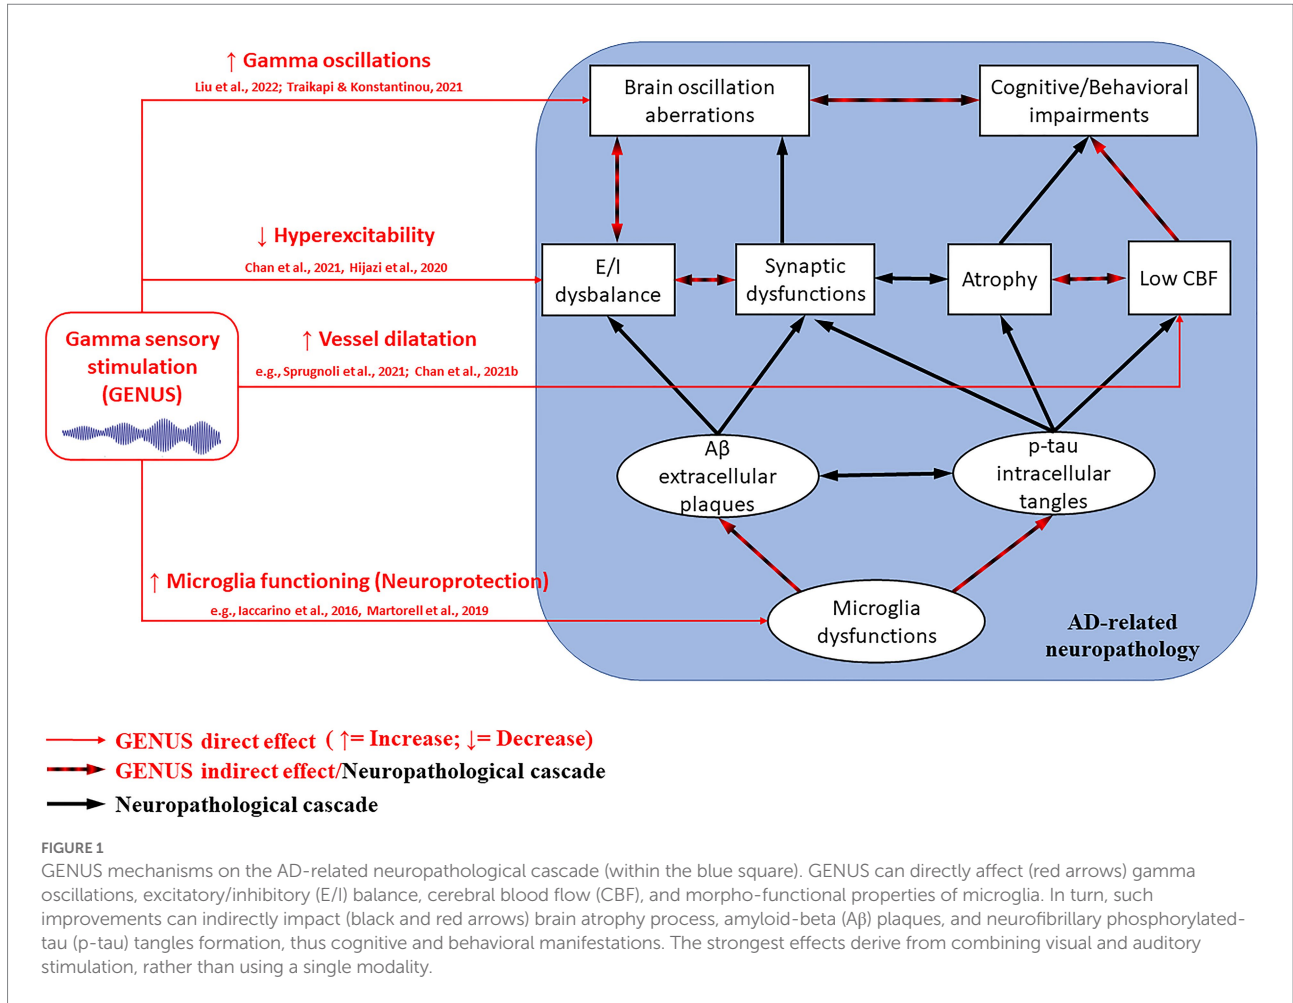 ↑ Gamma oscillations
Liu et al., 2022; Traikapi & Konstantinou, 2021
Brain oscillation
aberrations
Cognitive/Behavioral
impairments
↓ Hyperexcitability
Chan et al., 2021, Hijazi et al., 2020
E/I
dysbalance
Synaptic
dysfunctions
Atrophy
Low CBF
Gamma sensory
stimulation
(GENUS)
↑ Vessel dilatation
e.g., Sprugnoli et al., 2021; Chan et al., 2021b
Aβ
extracellular
plaques
p-tau
intracellular
tangles
↑ Microglia functioning (Neuroprotection)
e.g., Iaccarino et al., 2016, Martorell et al., 2019
Microglia
dysfunctions
AD-related
neuropathology
GENUS direct effect ( ↑= Increase; ↓= Decrease)
GENUS indirect effect/Neuropathological cascade
Neuropathological cascade
FIGURE 1
GENUS mechanisms on the AD-related neuropathological cascade (within the blue square). GENUS can directly affect (red arrows) gamma
oscillations, excitatory/inhibitory (E/I) balance, cerebral blood flow (CBF), and morpho-functional properties of microglia. In turn, such
improvements can indirectly impact (black and red arrows) brain atrophy process, amyloid-beta (Aβ) plaques, and neurofibrillary phosphorylated-
tau (p-tau) tangles formation, thus cognitive and behavioral manifestations. The strongest effects derive from combining visual and auditory
stimulation, rather than using a single modality.